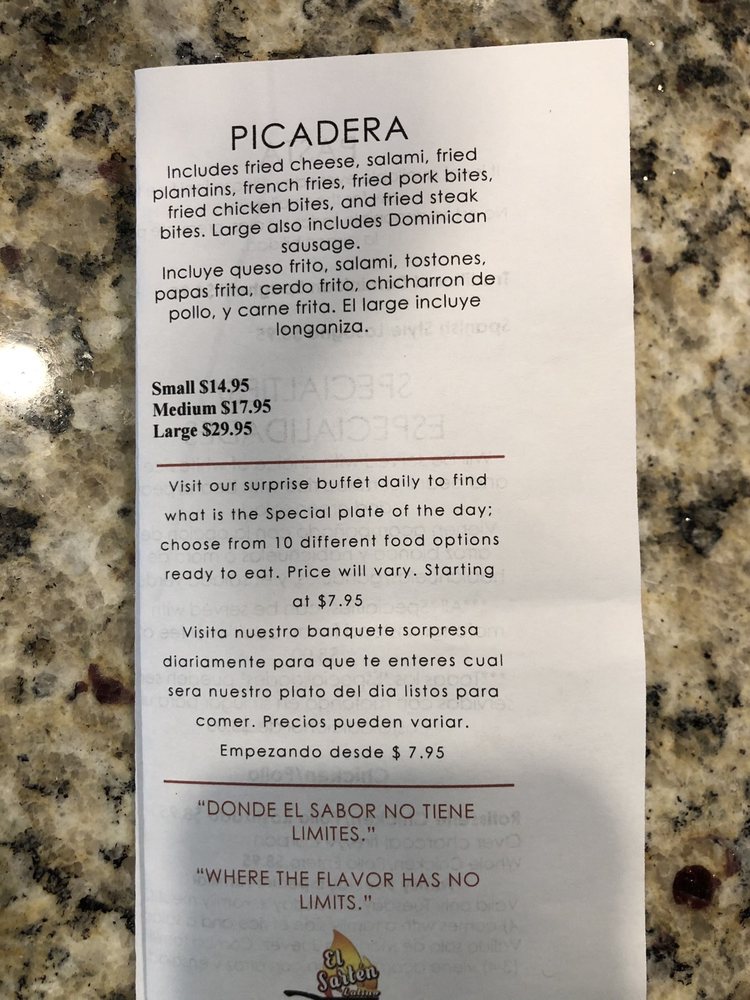 PICADERA
Includes fried cheese, salami, fried
plantains, french fries, fried pork bites,
fried chicken bites, and fried steak
bites. Large also includes Dominican
sausage.
Incluye queso frito, salami, tostones,
papas frita, cerdo frito, chicharron de
pollo, y carne frita. El large incluye
longaniza.
Small $14.95
Medium $17.95
Large $29.95
Visit our surprise buffet daily to find
what is the Special plate of the day;
choose from 10 different food options
ready to eat. Price will vary. Starting
at $7.95
Visita nuestro banquete sorpresa
diariamente para que te enteres cual
sera nuestro plato del dia listos para
comer. Precios pueden variar.
Empezando desde $ 7.95
“DONDE EL SABOR NO TIENE
LIMITES.”
“WHERE THE FLAVOR HAS NO
LIMITS.”
El
Sartén
Latino